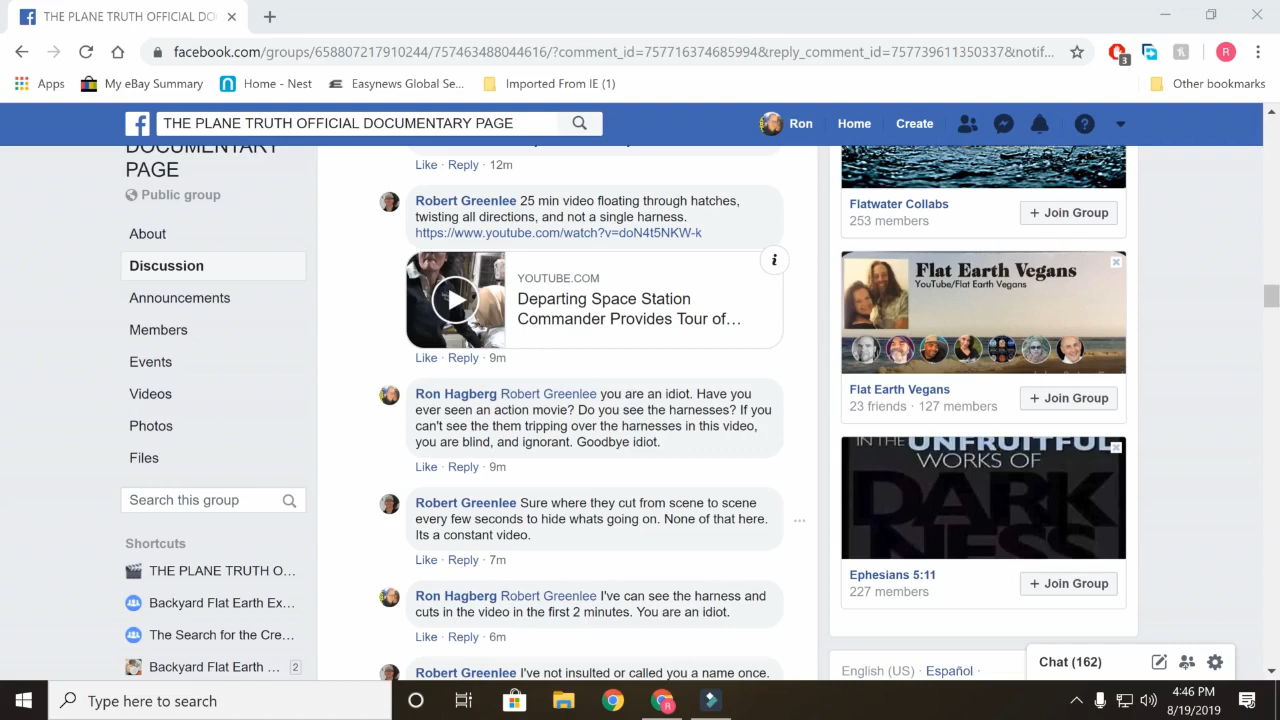 THE PLANE TRUTH OFFICIAL DO
facebook.com/groups/658807217910244/757463488044616/?comment_id=757716374685994&reply_comment_id=757739611350337&notif...
3
R
Apps
My eBay Summary
Home - Nest
Easynews Global Se...
Imported From IE (1)
Other bookmarks
THE PLANE TRUTH OFFICIAL DOCUMENTARY PAGE
Ron
Home
Create
DOCUMENTARY
PAGE
Public group
About
Discussion
Announcements
Members
Events
Videos
Photos
Files
Search this group
Shortcuts
THE PLANE TRUTH O...
Backyard Flat Earth Ex...
The Search for the Cre...
Backyard Flat Earth ... 2
Like · Reply · 12m
Robert Greenlee 25 min video floating through hatches,
twisting all directions, and not a single harness.
https://www.youtube.com/watch?v=doN4t5NKW-k
YOUTUBE.COM
Departing Space Station
Commander Provides Tour of…
Like · Reply · 9m
Ron Hagberg Robert Greenlee you are an idiot. Have you
ever seen an action movie? Do you see the harnesses? If you
can't see the them tripping over the harnesses in this video,
you are blind, and ignorant. Goodbye idiot.
Like · Reply · 9m
Robert Greenlee Sure where they cut from scene to scene
every few seconds to hide whats going on. None of that here.
Its a constant video.
Like · Reply · 7m
Ron Hagberg Robert Greenlee I've can see the harness and
cuts in the video in the first 2 minutes. You are an idiot.
Like · Reply · 6m
Robert Greenlee I've not insulted or called you a name once.
Flatwater Collabs
253 members
+ Join Group
Flat Earth Vegans
YouTube/Flat Earth Vegans
Flat Earth Vegans
23 friends · 127 members
+ Join Group
IN THE UNFRUITFUL
WORKS OF
DARK
NESS
Ephesians 5:11
227 members
+ Join Group
English (US) · Español ·
Chat (162)
Type here to search
R
4:46 PM
8/19/2019